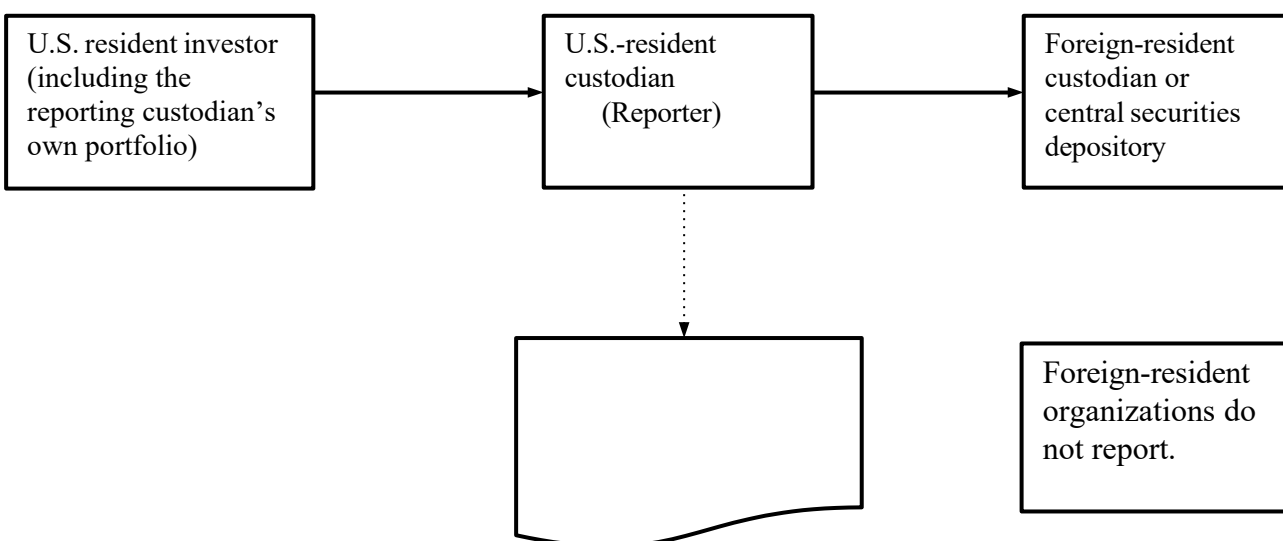 U.S. resident investor
(including the
reporting custodian’s
own portfolio)
U.S.-resident
custodian
(Reporter)
Foreign-resident
custodian or
central securities
depository
Foreign-resident
organizations do
not report.